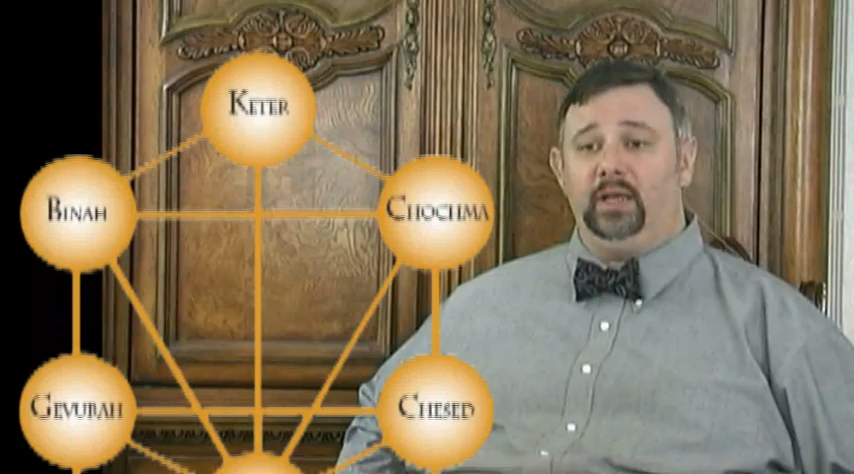 KETER
BINAH
CHOCHMA
GEVURAH
CHESED